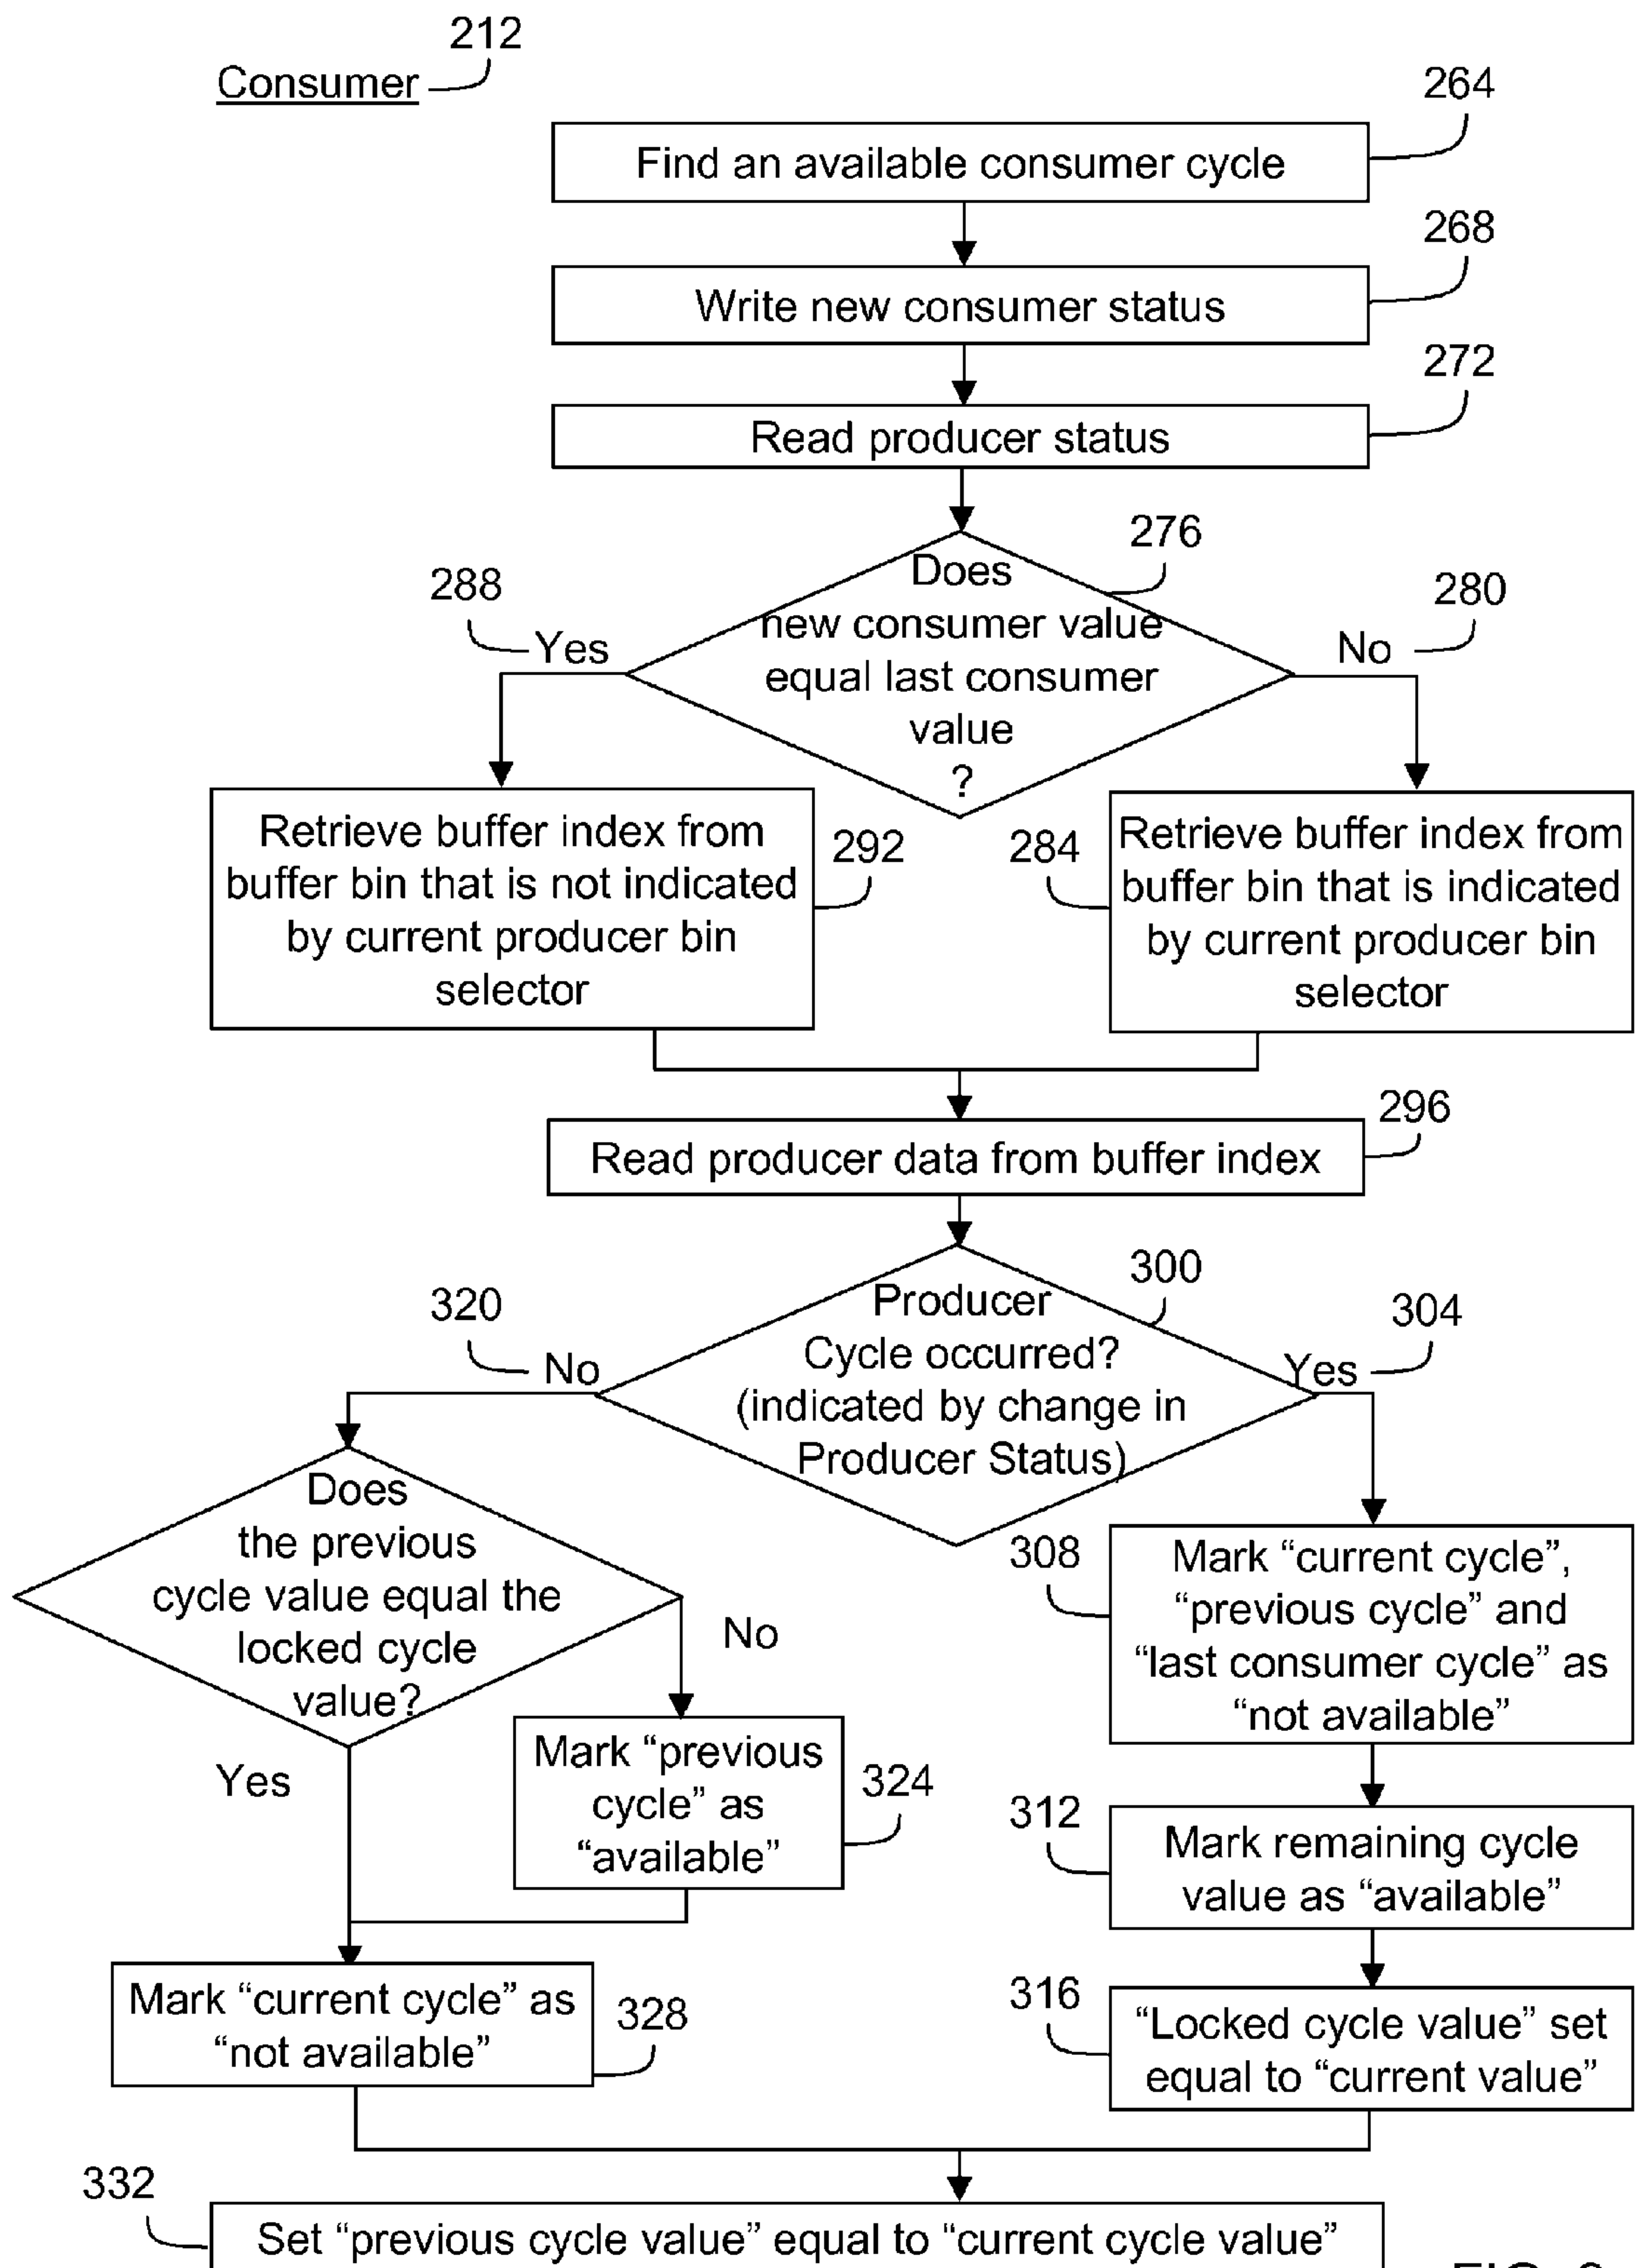 212
Consumer
264
Find an available consumer cycle
268
Write new consumer status
272
Read producer status
276
Does
new consumer value
equal last consumer
value
?
288
Yes
280
No
Retrieve buffer index from
buffer bin that is not indicated
by current producer bin
selector
292
284
Retrieve buffer index from
buffer bin that is indicated
by current producer bin
selector
296
Read producer data from buffer index
300
Producer
Cycle occurred?
(indicated by change in
Producer Status)
320
No
304
Yes
Does
the previous
cycle value equal the
locked cycle
value?
No
Yes
308
Mark “current cycle”,
“previous cycle” and
“last consumer cycle” as
“not available”
Mark “previous
cycle” as
“available”
324
312
Mark remaining cycle
value as “available”
Mark “current cycle” as
“not available”
328
316
“Locked cycle value” set
equal to “current value”
332
Set “previous cycle value” equal to “current cycle value”